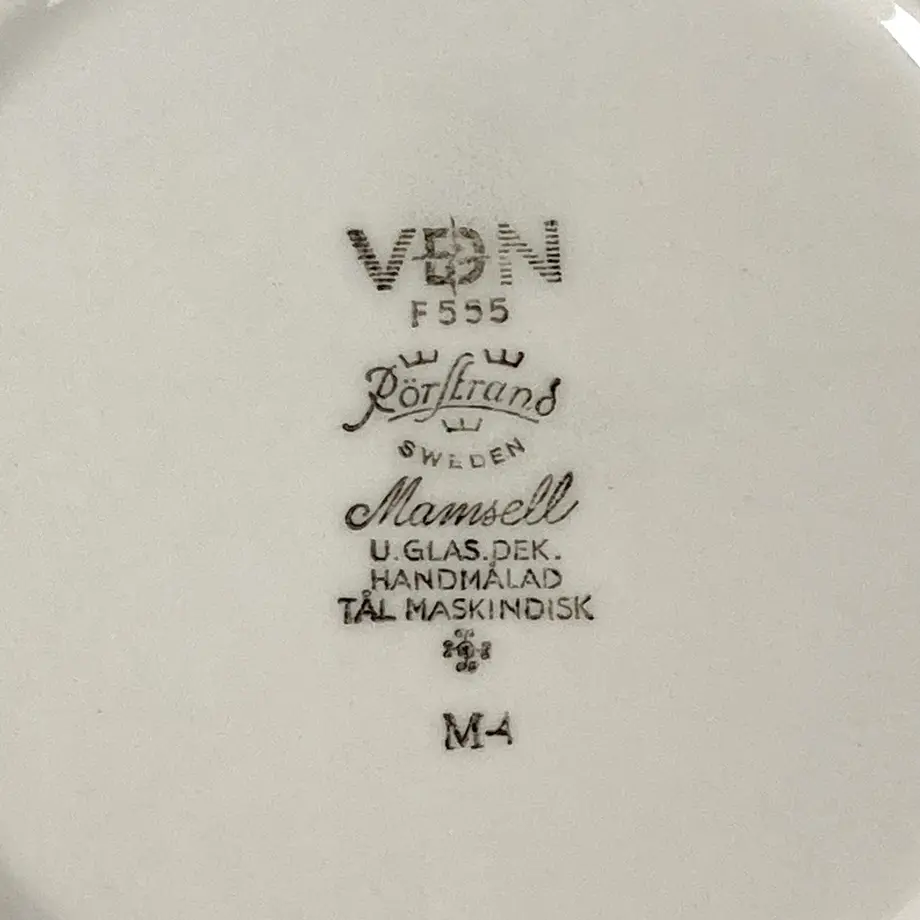 VDN
F555
Rörstrand
SWEDEN
Mamsell
U.GLAS.DEK.
HANDMÅLAD
TÅL MASKINDISK
M-4